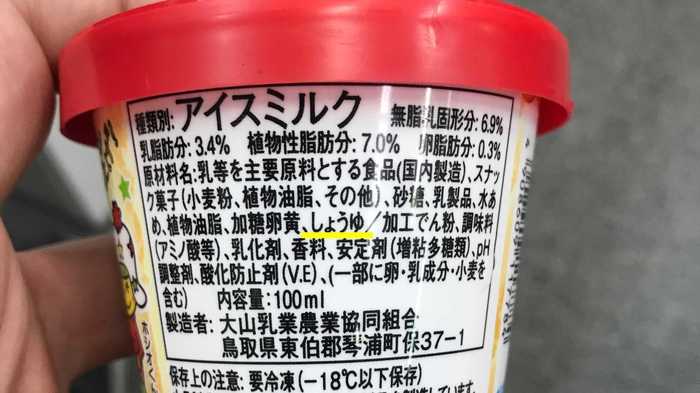 種類別: アイスミルク 無脂乳固形分: 6.9%
乳脂肪分: 3.4% 植物性脂肪分: 7.0% 卵脂肪分: 0.3%
原材料名:乳等を主要原料とする食品(国内製造)、スナッ
ク菓子(小麦粉、植物油脂、その他)、砂糖、乳製品、水あ
め、植物油脂、加糖卵黄、しょうゆ/加工でん粉、調味料
(アミノ酸等)、乳化剤、香料、安定剤(増粘多糖類)、pH
調整剤、酸化防止剤(V.E)、(一部に卵・乳成分・小麦を
含む) 内容量:100ml
製造者: 大山乳業農業協同組合
鳥取県東伯郡琴浦町保37-1
保存上の注意: 要冷凍(-18℃以下保存)
ホシオくん